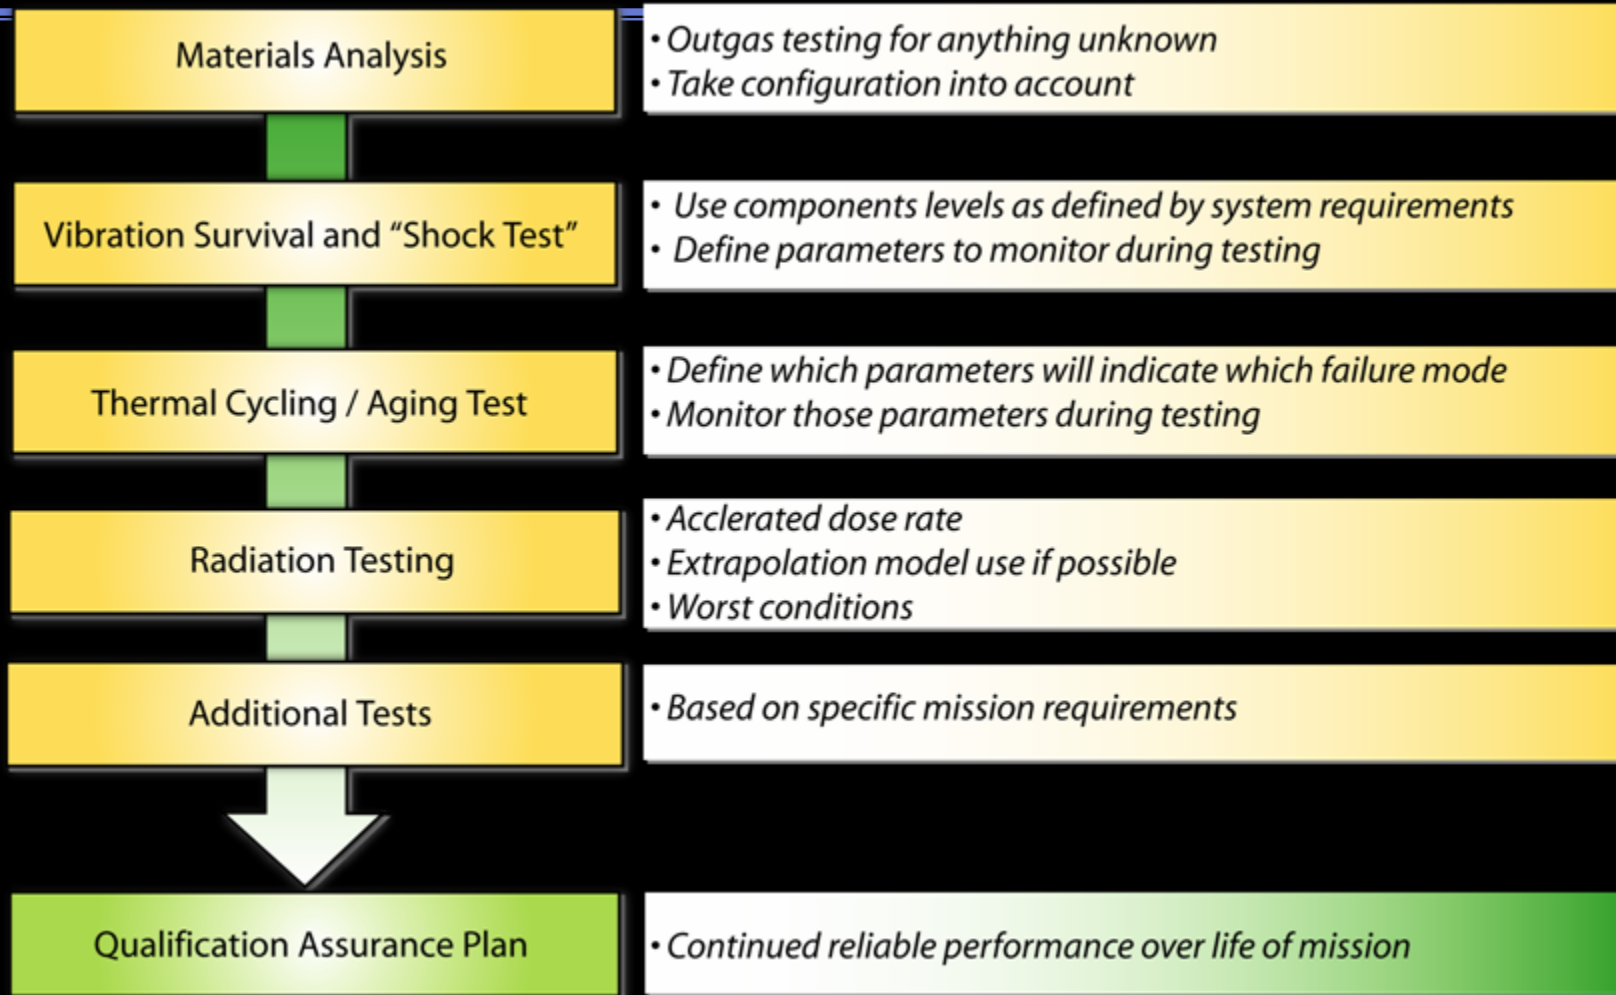 Materials Analysis
• Outgas testing for anything unknown
• Take configuration into account
Vibration Survival and “Shock Test”
• Use components levels as defined by system requirements
• Define parameters to monitor during testing
Thermal Cycling / Aging Test
• Define which parameters will indicate which failure mode
• Monitor those parameters during testing
Radiation Testing
• Acclerated dose rate
• Extrapolation model use if possible
• Worst conditions
Additional Tests
• Based on specific mission requirements
Qualification Assurance Plan
• Continued reliable performance over life of mission